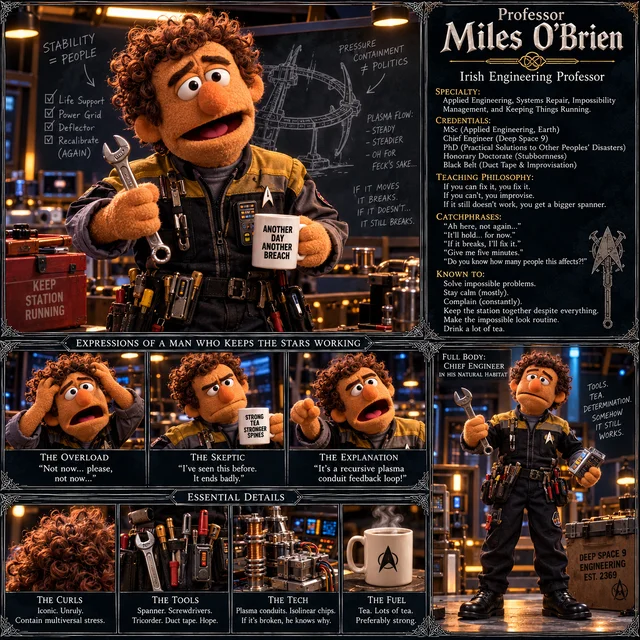 STABILITY
= PEOPLE
Life Support
Power Grid
Deflector
Recalibrate
(AGAIN)
PRESSURE
CONTAINMENT
≠ POLITICS
PLASMA FLOW:
- STEADY
- STEADIER
- OH FOR
FECK'S SAKE...
IF IT MOVES
IT BREAKS.
IF IT DOESN'T...
IT STILL BREAKS.
ANOTHER
DAY
ANOTHER
BREACH
KEEP
STATION
RUNNING
Professor
Miles O'Brien
Irish Engineering Professor
Specialty:
Applied Engineering, Systems Repair, Impossibility
Management, and Keeping Things Running.
Credentials:
MSc (Applied Engineering, Earth)
Chief Engineer (Deep Space 9)
PhD (Practical Solutions to Other Peoples' Disasters)
Honorary Doctorate (Stubbornness)
Black Belt (Duct Tape & Improvisation)
Teaching Philosophy:
If you can fix it, you fix it.
If you can't, you improvise.
If it still doesn't work, you get a bigger spanner.
Catchphrases:
"Ah here, not again..."
"It'll hold... for now."
"If it breaks, I'll fix it."
"Give me five minutes."
"Do you know how many people this affects?!"
Known to:
Solve impossible problems.
Stay calm (mostly).
Complain (constantly).
Keep the station together despite everything.
Make the impossible look routine.
Drink a lot of tea.
Expressions of a Man Who Keeps the Stars Working
The Overload
"Not now... please,
not now..."
STRONG
TEA
STRONGER
SPINES
The Skeptic
"I've seen this before.
It ends badly."
The Explanation
"It's a recursive plasma
conduit feedback loop!"
Essential Details
The Curls
Iconic. Unruly.
Contain multiversal stress.
The Tools
Spanner. Screwdrivers.
Tricorder. Duct tape. Hope.
The Tech
Plasma conduits. Isolinear chips.
If it's broken, he knows why.
The Fuel
Tea. Lots of tea.
Preferably strong.
Full Body:
Chief Engineer
in his Natural Habitat
TOOLS.
TEA.
DETERMINATION.
SOMEHOW
IT STILL
WORKS.
DEEP SPACE 9
ENGINEERING
EST. 2369